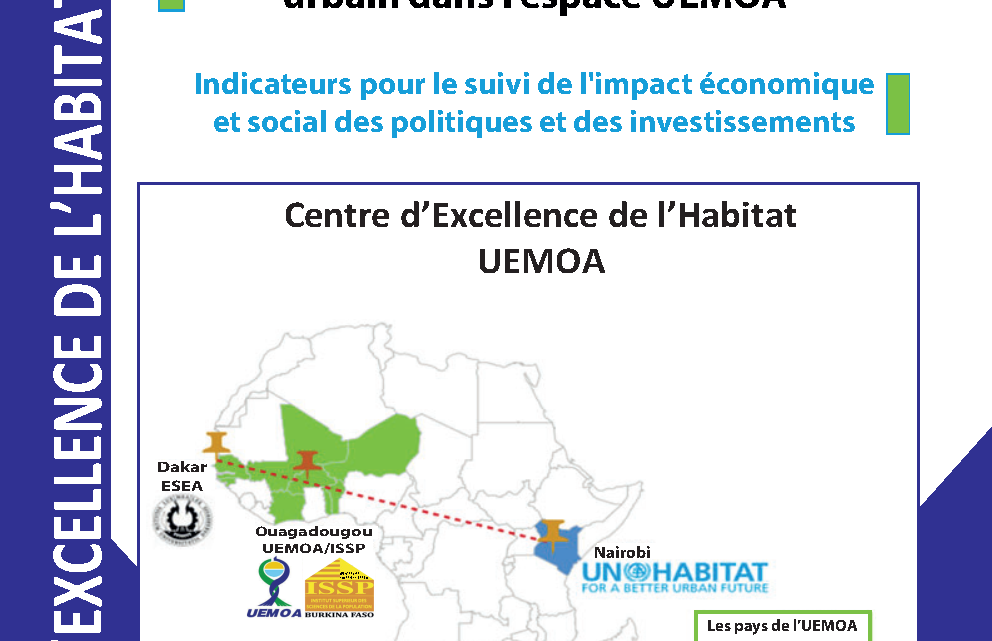 urbain dans l'espace UEMOA
Indicateurs pour le suivi de l'impact économique
et social des politiques et des investissements
EXCELLENCE DE L'HABITAT
Centre d’Excellence de l’Habitat
UEMOA
Dakar
ESEA
Ouagadougou
UEMOA/ISSP
UEMOA
ISSP
INSTITUT SUPERIEUR DES
SCIENCES DE LA POPULATION
BURKINA FASO
Nairobi
UN HABITAT
FOR A BETTER URBAN FUTURE
Les pays de l’UEMOA